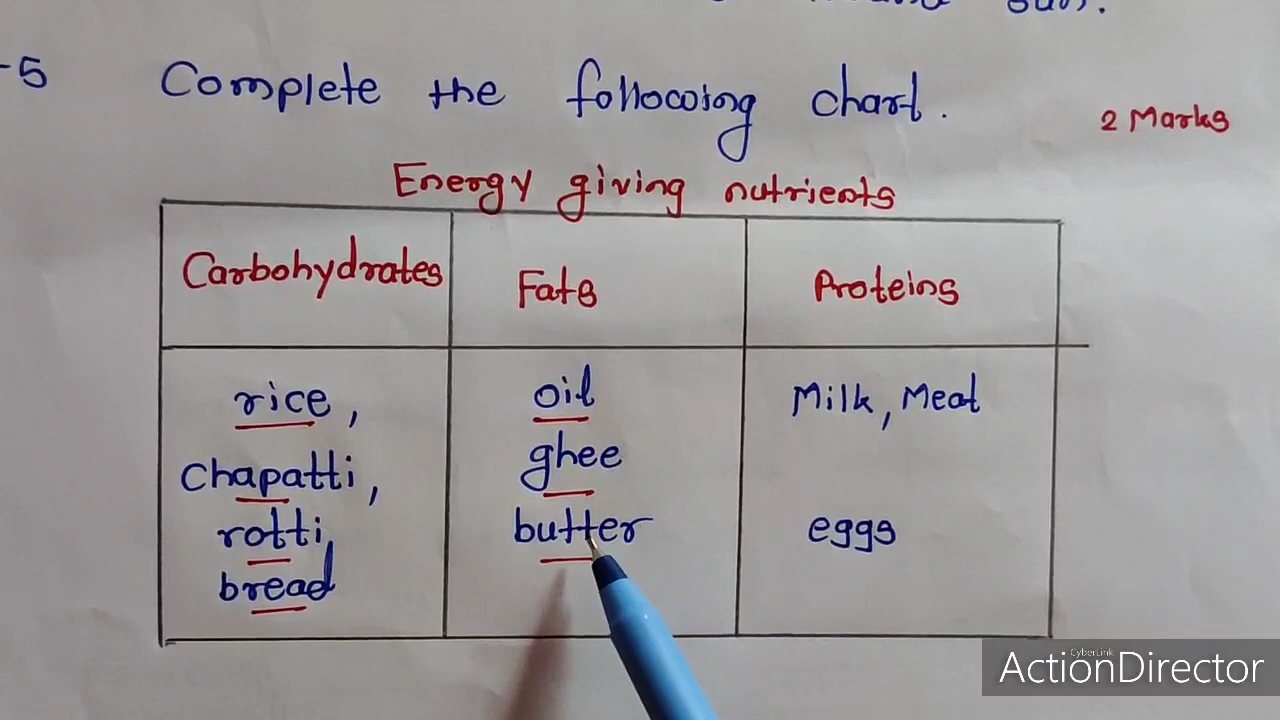 -5 Complete the following chart.
2 Marks
Energy giving nutrients
Carbohydrates Fats Proteins
rice, oil Milk, Meat
Chapatti, ghee
rotti, butter eggs
bread
CyberLink
ActionDirector